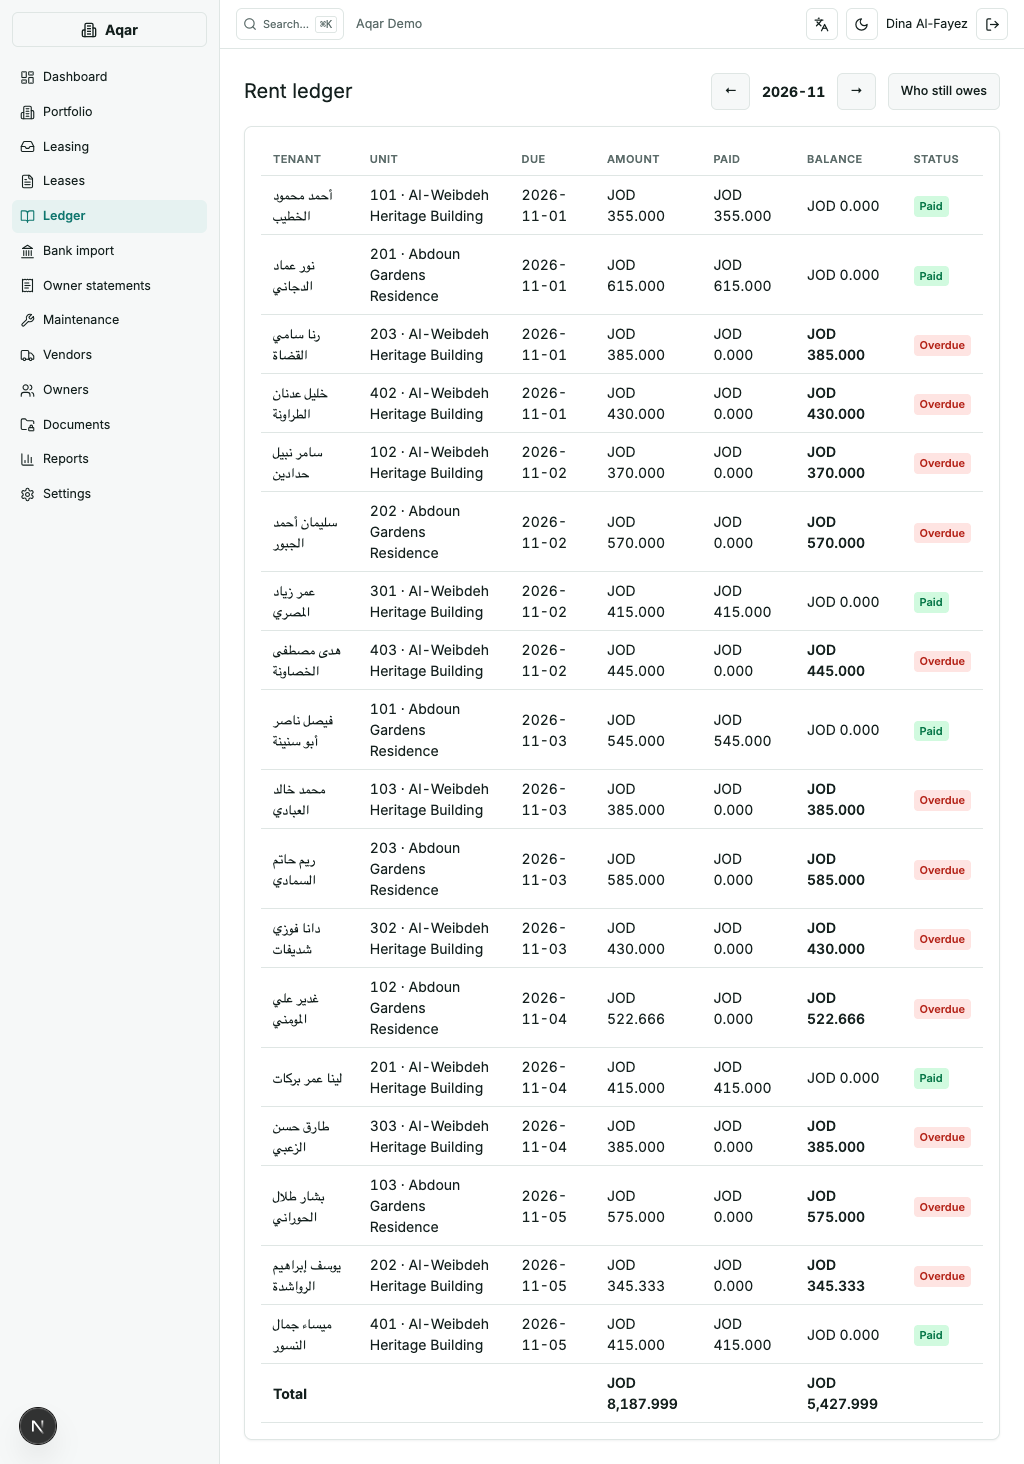 Aqar
Search... ⌘K
Aqar Demo
Dina Al-Fayez
Dashboard
Portfolio
Leasing
Leases
Ledger
Bank import
Owner statements
Maintenance
Vendors
Owners
Documents
Reports
Settings
Rent ledger
←
2026-11
→
Who still owes
TENANT UNIT DUE AMOUNT PAID BALANCE STATUS
أحمد محمود الخطيب 101 · Al-Weibdeh Heritage Building 2026-11-01 JOD 355.000 JOD 355.000 JOD 0.000 Paid
نور عماد الدجاني 201 · Abdoun Gardens Residence 2026-11-01 JOD 615.000 JOD 615.000 JOD 0.000 Paid
رنا سامي القضاة 203 · Al-Weibdeh Heritage Building 2026-11-01 JOD 385.000 JOD 0.000 JOD 385.000 Overdue
خليل عدنان الطراونة 402 · Al-Weibdeh Heritage Building 2026-11-01 JOD 430.000 JOD 0.000 JOD 430.000 Overdue
سامر نبيل حدادين 102 · Al-Weibdeh Heritage Building 2026-11-02 JOD 370.000 JOD 0.000 JOD 370.000 Overdue
سليمان أحمد الجبور 202 · Abdoun Gardens Residence 2026-11-02 JOD 570.000 JOD 0.000 JOD 570.000 Overdue
عمر زياد المصري 301 · Al-Weibdeh Heritage Building 2026-11-02 JOD 415.000 JOD 415.000 JOD 0.000 Paid
هدى مصطفى الخصاونة 403 · Al-Weibdeh Heritage Building 2026-11-02 JOD 445.000 JOD 0.000 JOD 445.000 Overdue
فيصل ناصر أبو سنينة 101 · Abdoun Gardens Residence 2026-11-03 JOD 545.000 JOD 545.000 JOD 0.000 Paid
محمد خالد العبادي 103 · Al-Weibdeh Heritage Building 2026-11-03 JOD 385.000 JOD 0.000 JOD 385.000 Overdue
ريم حاتم السمادي 203 · Abdoun Gardens Residence 2026-11-03 JOD 585.000 JOD 0.000 JOD 585.000 Overdue
دانا فوزي شديفات 302 · Al-Weibdeh Heritage Building 2026-11-03 JOD 430.000 JOD 0.000 JOD 430.000 Overdue
غدير علي المومني 102 · Abdoun Gardens Residence 2026-11-04 JOD 522.666 JOD 0.000 JOD 522.666 Overdue
لينا عمر بركات 201 · Al-Weibdeh Heritage Building 2026-11-04 JOD 415.000 JOD 415.000 JOD 0.000 Paid
طارق حسن الزعبي 303 · Al-Weibdeh Heritage Building 2026-11-04 JOD 385.000 JOD 0.000 JOD 385.000 Overdue
بشار طلال الحوراني 103 · Abdoun Gardens Residence 2026-11-05 JOD 575.000 JOD 0.000 JOD 575.000 Overdue
يوسف إبراهيم الرواشدة 202 · Al-Weibdeh Heritage Building 2026-11-05 JOD 345.333 JOD 0.000 JOD 345.333 Overdue
ميساء جمال النسور 401 · Al-Weibdeh Heritage Building 2026-11-05 JOD 415.000 JOD 415.000 JOD 0.000 Paid
Total JOD 8,187.999 JOD 5,427.999
N